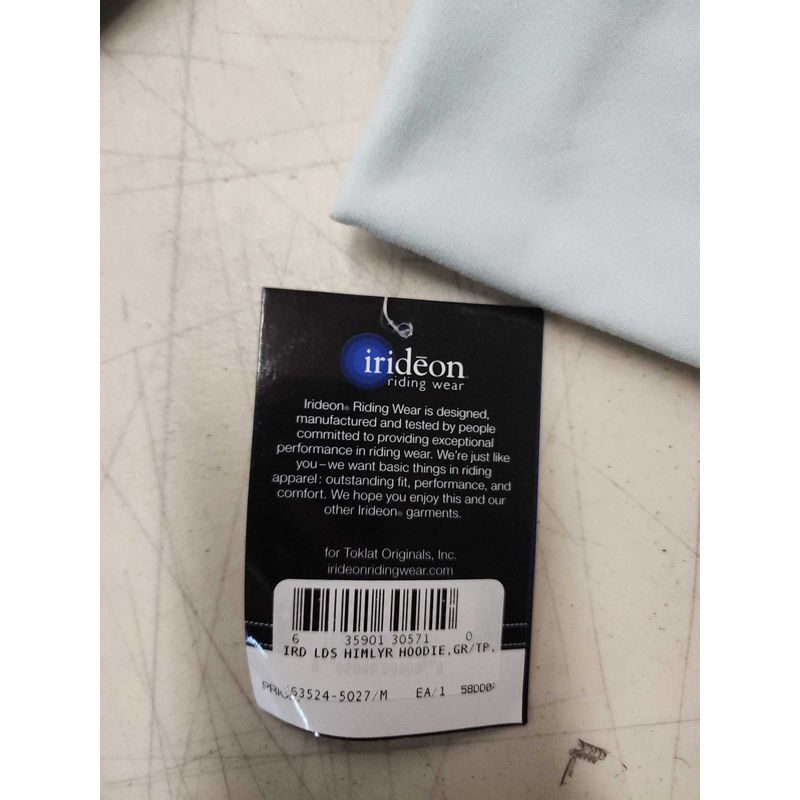 iridēon
riding wear
Irideon® Riding Wear is designed,
manufactured and tested by people
committed to providing exceptional
performance in riding wear. We're just like
you – we want basic things in riding
apparel: outstanding fit, performance, and
comfort. We hope you enjoy this and our
other Irideon® garments.
for Toklat Originals, Inc.
irideonridingwear.com
6 35901 30571 0
IRD LDS HIMLYR HOODIE,GR/TP,
63524-5027/M EA/1